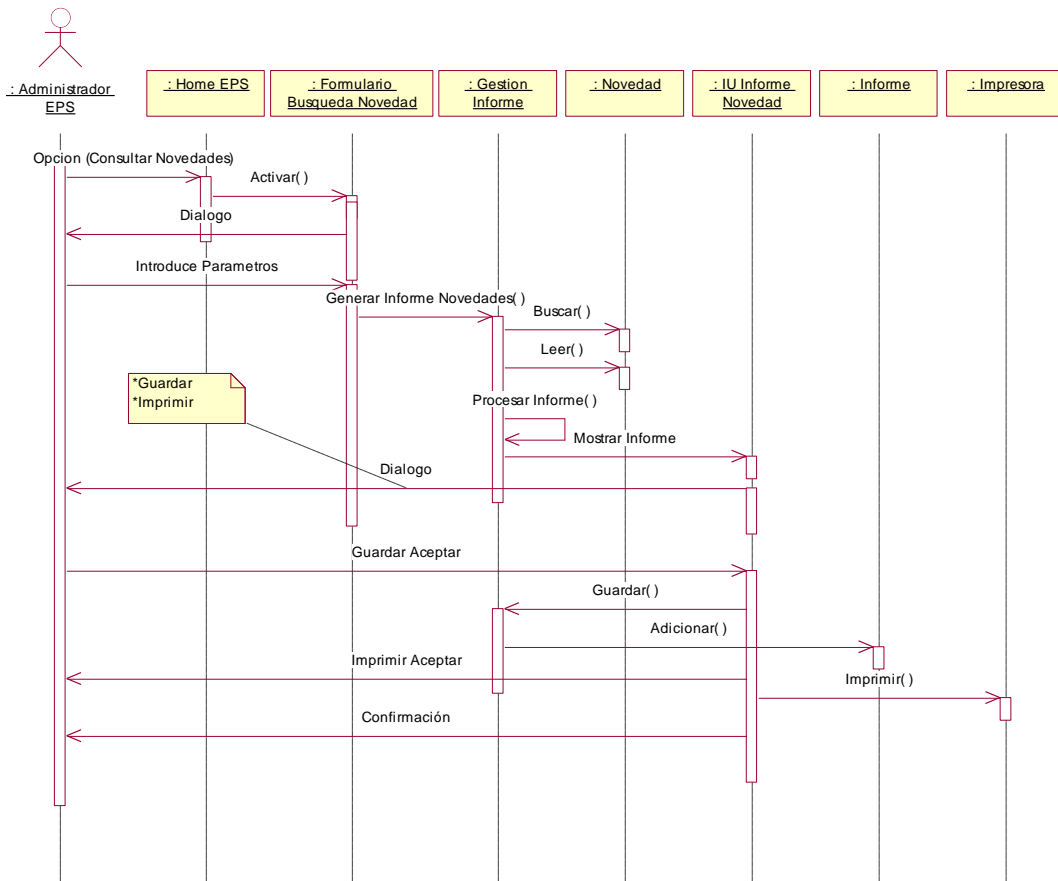 : Administrador
EPS
: Home EPS
: Formulario
Busqueda Novedad
: Gestion
Informe
: Novedad
: IU Informe
Novedad
: Informe
: Impresora
Opcion (Consultar Novedades)
Activar( )
Dialogo
Introduce Parametros
Generar Informe Novedades( )
Buscar( )
Leer( )
*Guardar
*Imprimir
Procesar Informe( )
Mostrar Informe
Dialogo
Guardar Aceptar
Guardar( )
Adicionar( )
Imprimir Aceptar
Imprimir( )
Confirmación